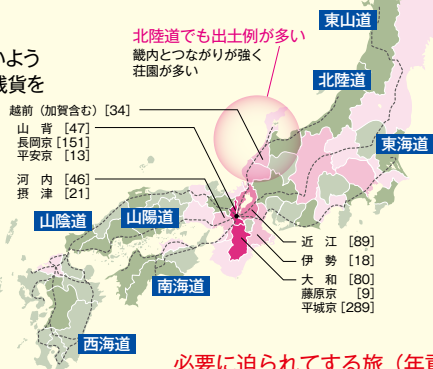 東山道
北陸道でも出土例が多い
畿内とつながりが強く
荘園が多い
いよう
銭貨を
北陸道
越前（加賀含む）[34]
山　背 [47]
長岡京[151]
平安京 [13]
東海道
河　内 [46]
摂　津 [21]
山陰道
山陽道
近　江 [89]
伊　勢 [18]
大　和 [80]
藤原京 [9]
平城京[289]
南海道
西海道
必要に迫られてする旅（年